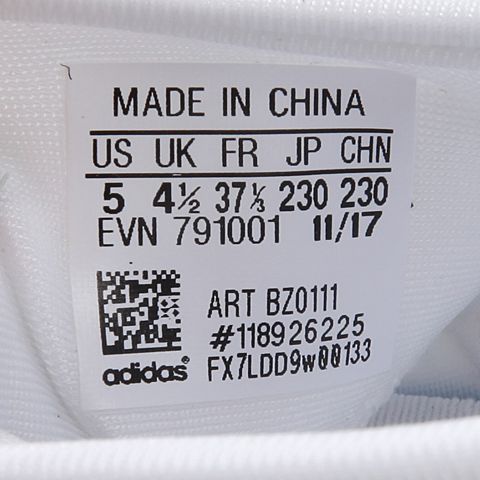 MADE IN CHINA
US UK FR JP CHN
5 4½ 37⅓ 230 230
EVN 791001 11/17
ART BZ0111
#118926225
adidas® FX7LDD9w00133